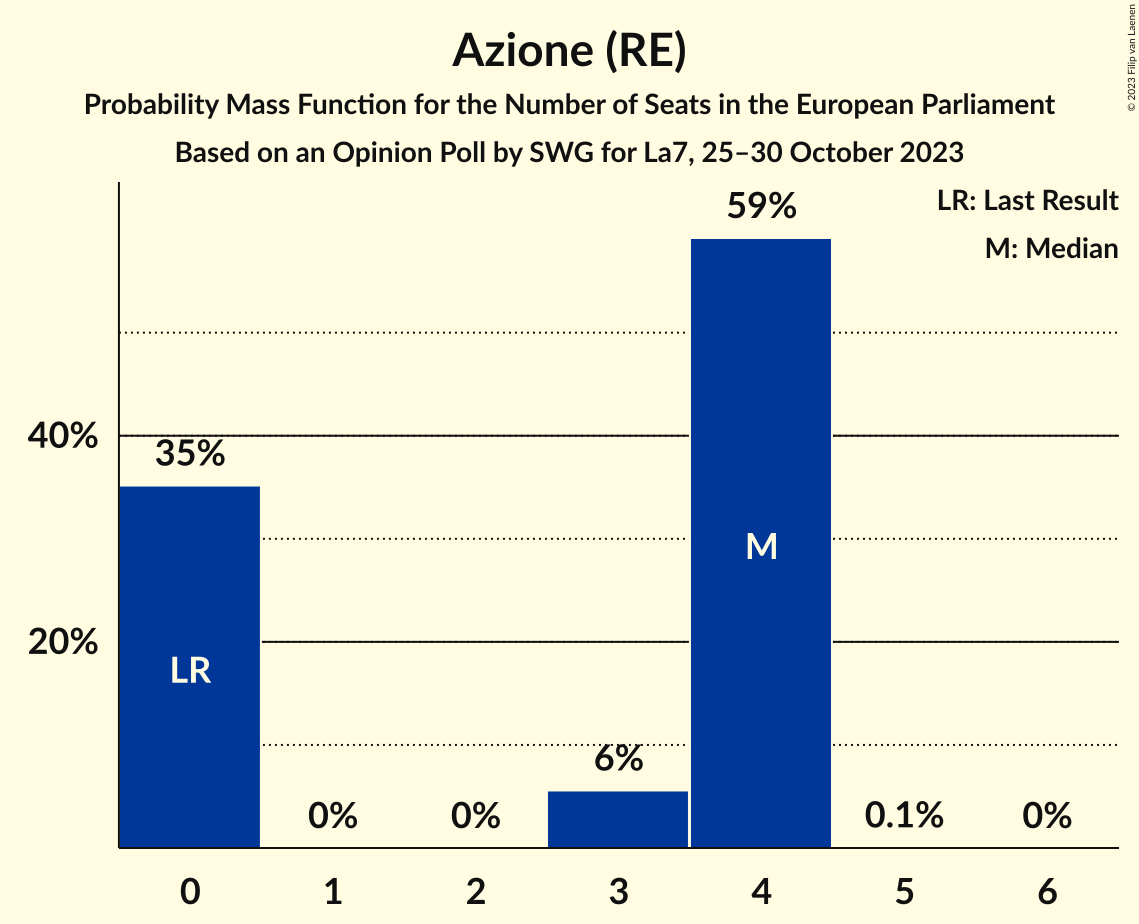 Azione (RE)
Probability Mass Function for the Number of Seats in the European Parliament
Based on an Opinion Poll by SWG for La7, 25–30 October 2023
© 2023 Filip van Laenen
LR: Last Result
M: Median
59%
40%
35%
M
20%
LR
6%
0%
0%
0.1%
0%
0 1 2 3 4 5 6